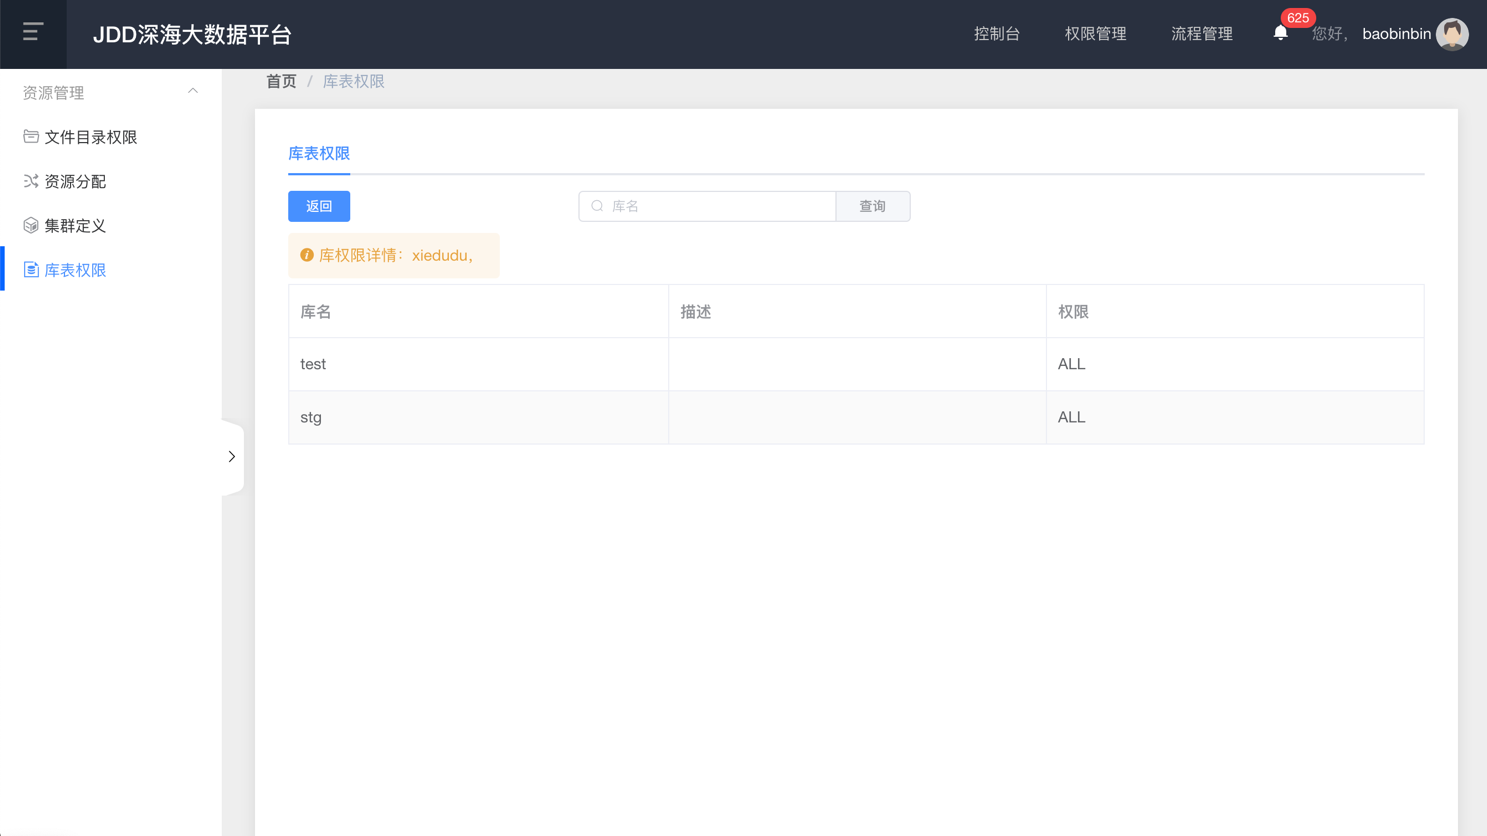 JDD深海大数据平台
控制台
权限管理
流程管理
625
您好，
baobinbin
资源管理
文件目录权限
资源分配
集群定义
库表权限
首页 / 库表权限
库表权限
返回
库名
查询
库权限详情：xiedudu，
库名 描述 权限
test ALL
stg ALL